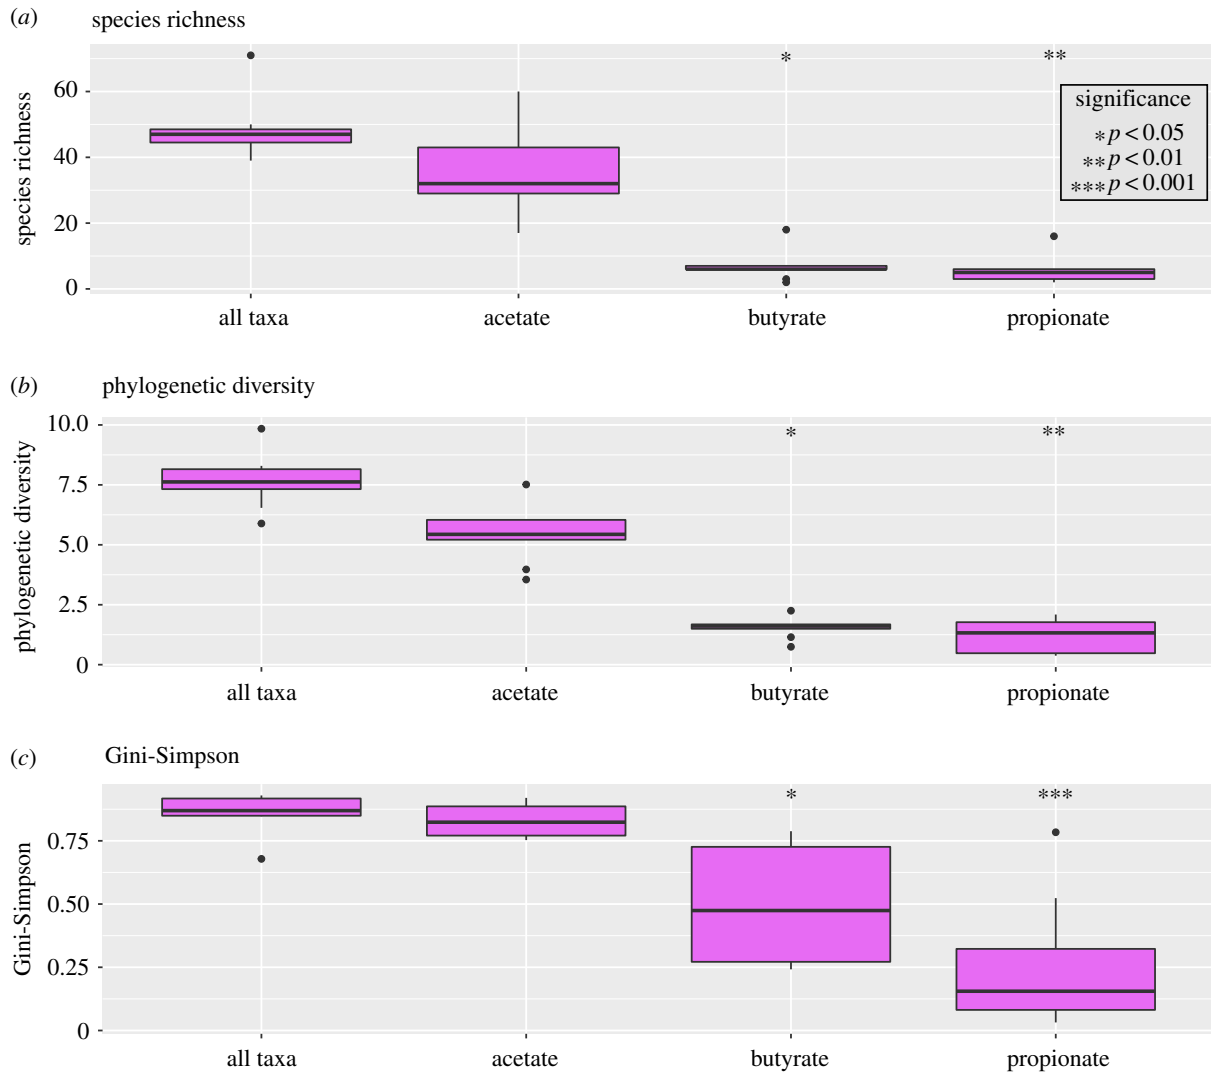 (a) species richness
* **
species richness
60
40
20
0
significance
*p < 0.05
**p < 0.01
***p < 0.001
all taxa acetate butyrate propionate
(b) phylogenetic diversity
* **
phylogenetic diversity
10.0
7.5
5.0
2.5
0
all taxa acetate butyrate propionate
(c) Gini-Simpson
* ***
Gini-Simpson
0.75
0.50
0.25
0
all taxa acetate butyrate propionate